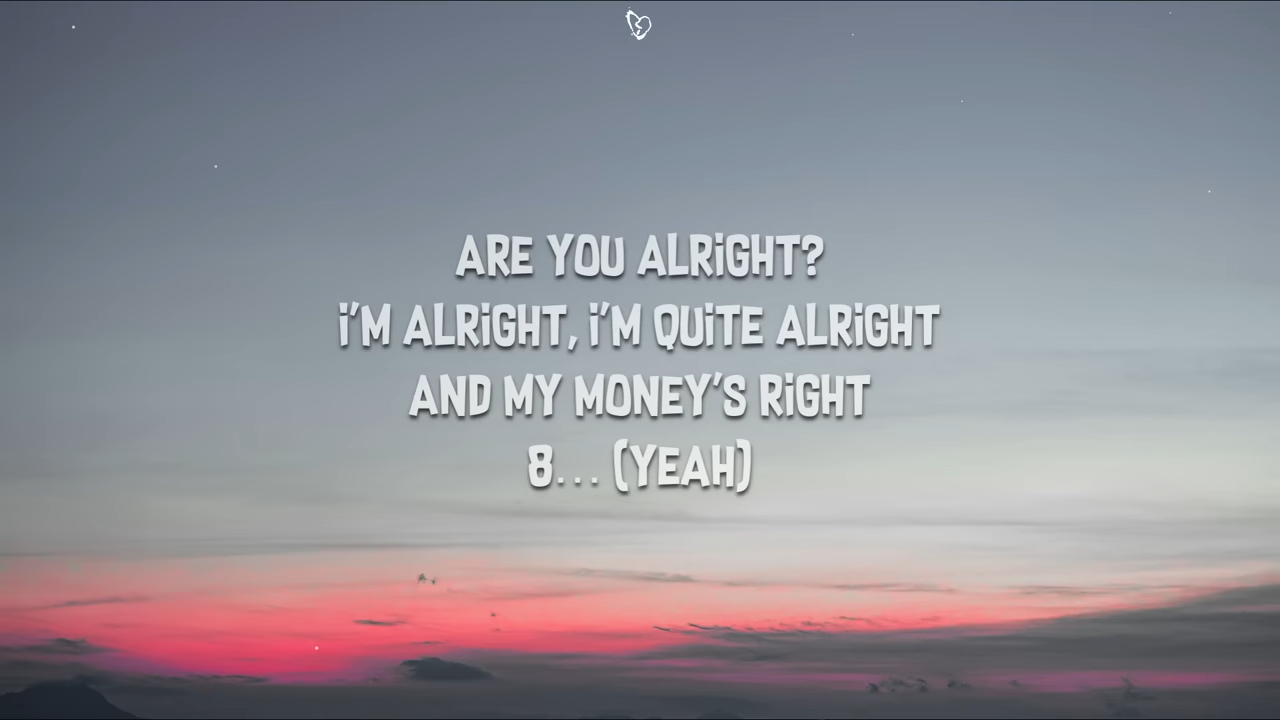 ARE YOU ALRiGHT?
i'M ALRiGHT, i'M QUiTE ALRiGHT
AND MY MONEY'S RiGHT
8... (YEAH)